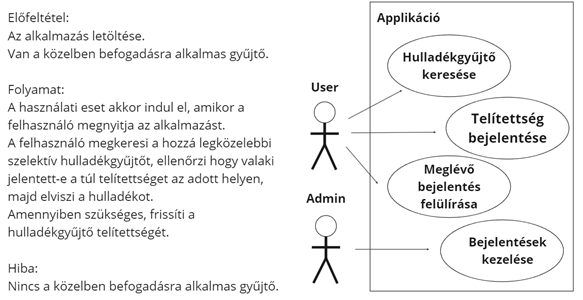 Előfeltétel:
Az alkalmazás letöltése.
Van a közelben befogadásra alkalmas gyűjtő.
Folyamat:
A használati eset akkor indul el, amikor a
felhasználó megnyitja az alkalmazást.
A felhasználó megkeresi a hozzá legközelebbi
szelektív hulladékgyűjtőt, ellenőrzi hogy valaki
jelentett-e a túl telítettséget az adott helyen,
majd elviszi a hulladékot.
Amennyiben szükséges, frissíti a
hulladékgyűjtő telítettségét.
Hiba:
Nincs a közelben befogadásra alkalmas gyűjtő.
Applikáció
Hulladékgyűjtő
keresése
User
Telítettség
bejelentése
Meglévő
bejelentés
felülírása
Admin
Bejelentések
kezelése